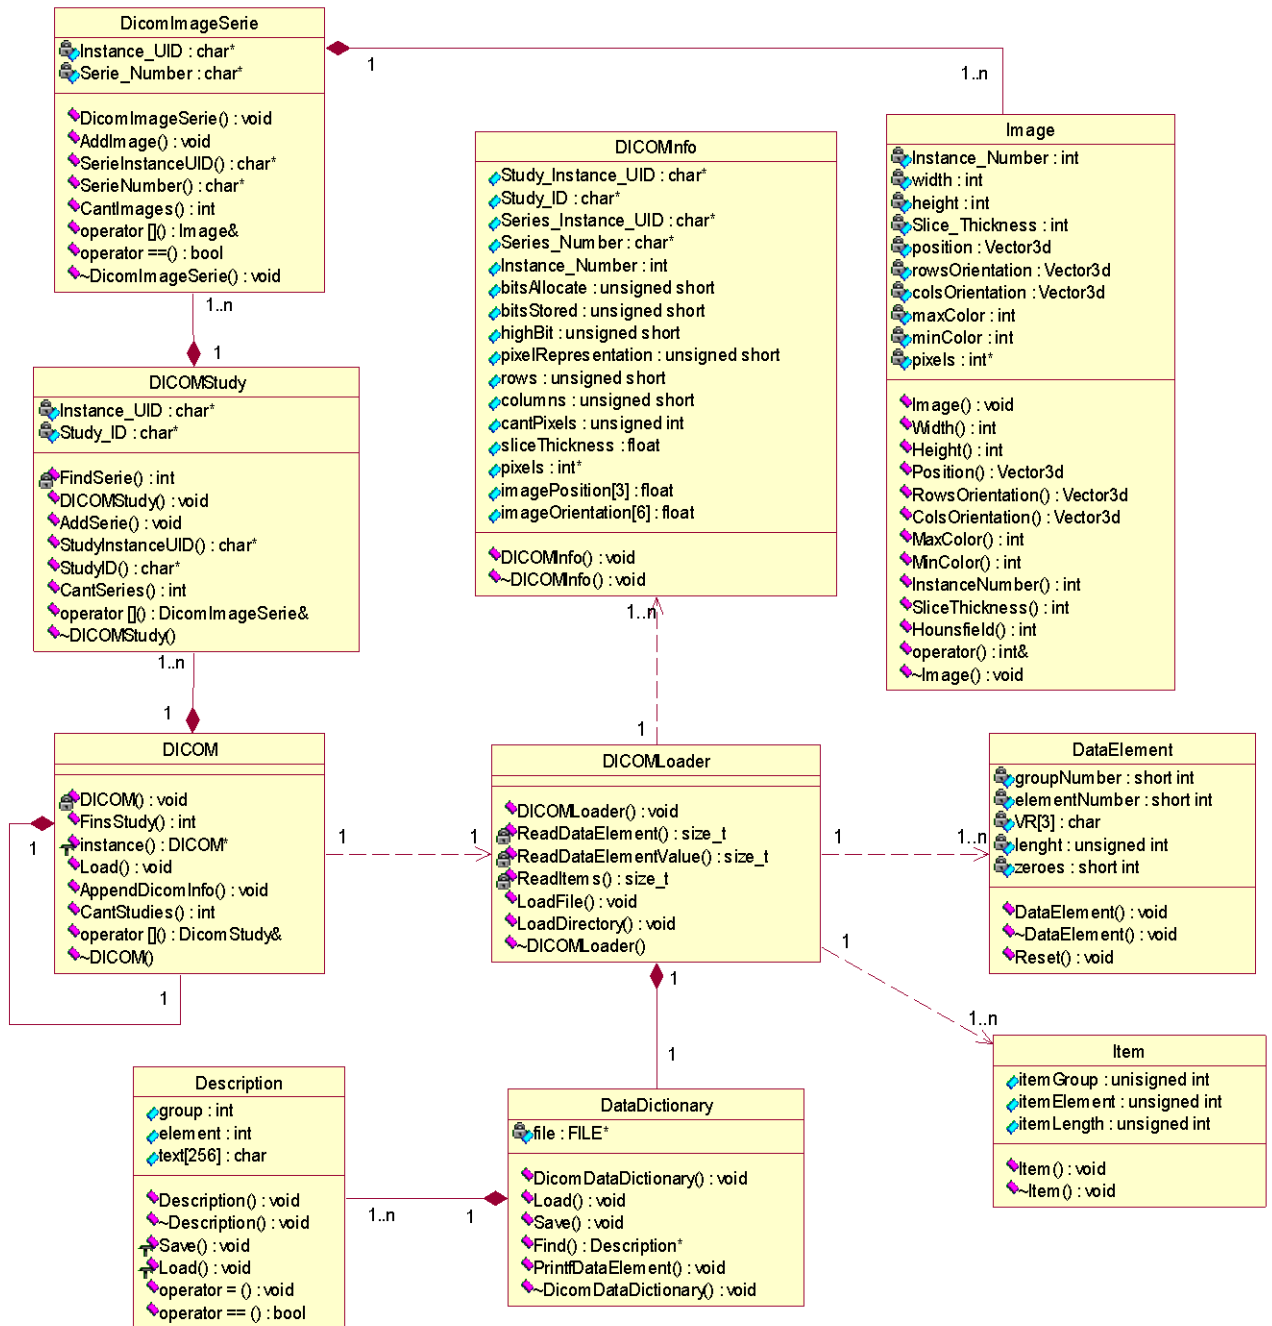 DicomImageSerie
Instance_UID : char*
Serie_Number : char*
DicomImageSerie() : void
AddImage() : void
SerieInstanceUID() : char*
SerieNumber() : char*
CantImages() : int
operator []() : Image&
operator ==() : bool
~DicomImageSerie() : void
1
1..n
1..n
1
DICOMInfo
Study_Instance_UID : char*
Study_ID : char*
Series_Instance_UID : char*
Series_Number : char*
Instance_Number : int
bitsAllocate : unsigned short
bitsStored : unsigned short
highBit : unsigned short
pixelRepresentation : unsigned short
rows : unsigned short
columns : unsigned short
cantPixels : unsigned int
sliceThickness : float
pixels : int*
imagePosition[3] : float
imageOrientation[6] : float
DICOMInfo() : void
~DICOMInfo() : void
1..n
1
Image
Instance_Number : int
width : int
height : int
Slice_Thickness : int
position : Vector3d
rowsOrientation : Vector3d
colsOrientation : Vector3d
maxColor : int
minColor : int
pixels : int*
Image() : void
Width() : int
Height() : int
Position() : Vector3d
RowsOrientation() : Vector3d
ColsOrientation() : Vector3d
MaxColor() : int
MinColor() : int
InstanceNumber() : int
SliceThickness() : int
Hounsfield() : int
operator() : int&
~Image() : void
DICOMStudy
Instance_UID : char*
Study_ID : char*
FindSerie() : int
DICOMStudy() : void
AddSerie() : void
StudyInstanceUID() : char*
StudyID() : char*
CantSeries() : int
operator []() : DicomImageSerie&
~DICOMStudy()
1..n
1
DICOM
DICOM() : void
FinsStudy() : int
instance() : DICOM*
Load() : void
AppendDicomInfo() : void
CantStudies() : int
operator []() : DicomStudy&
~DICOM()
1
1
1
1
DICOMLoader
DICOMLoader() : void
ReadDataElement() : size_t
ReadDataElementValue() : size_t
ReadItems() : size_t
LoadFile() : void
LoadDirectory() : void
~DICOMLoader()
1
1..n
1
1..n
1
1
DataElement
groupNumber : short int
elementNumber : short int
VR[3] : char
lenght : unsigned int
zeroes : short int
DataElement() : void
~DataElement() : void
Reset() : void
Item
itemGroup : unisigned int
itemElement : unsigned int
itemLength : unsigned int
Item() : void
~Item() : void
Description
group : int
element : int
text[256] : char
Description() : void
~Description() : void
Save() : void
Load() : void
operator = () : void
operator == () : bool
1..n
1
DataDictionary
file : FILE*
DicomDataDictionary() : void
Load() : void
Save() : void
Find() : Description*
PrintfDataElement() : void
~DicomDataDictionary() : void